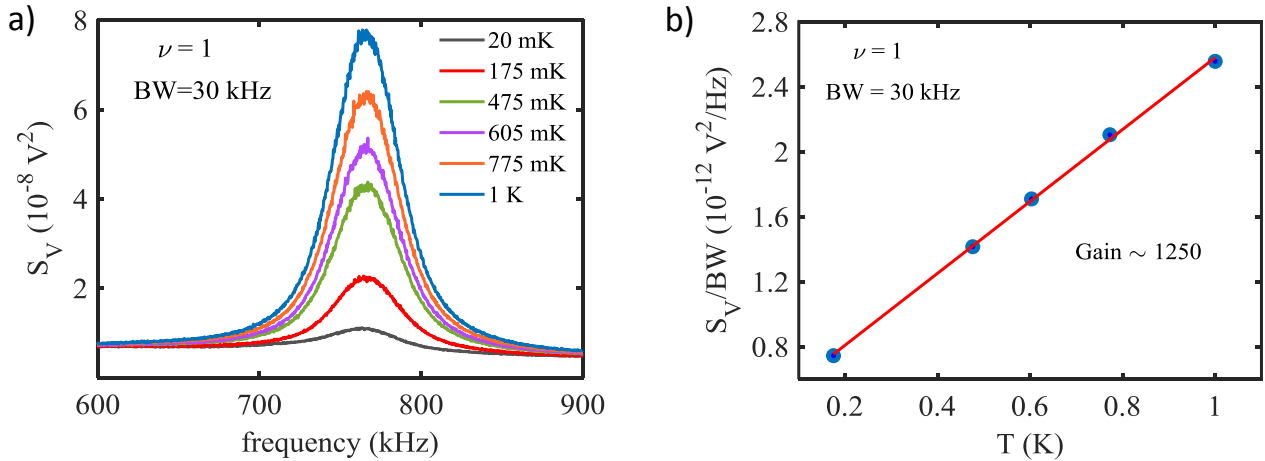 a)
ν = 1
BW=30 kHz
20 mK
175 mK
475 mK
605 mK
775 mK
1 K
8
6
4
2
S_V (10^-8 V^2)
600
700
800
900
frequency (kHz)
b)
ν = 1
BW = 30 kHz
Gain ~ 1250
2.8
2.4
2
1.6
1.2
0.8
S_V/BW (10^-12 V^2/Hz)
0.2
0.4
0.6
0.8
1
T (K)